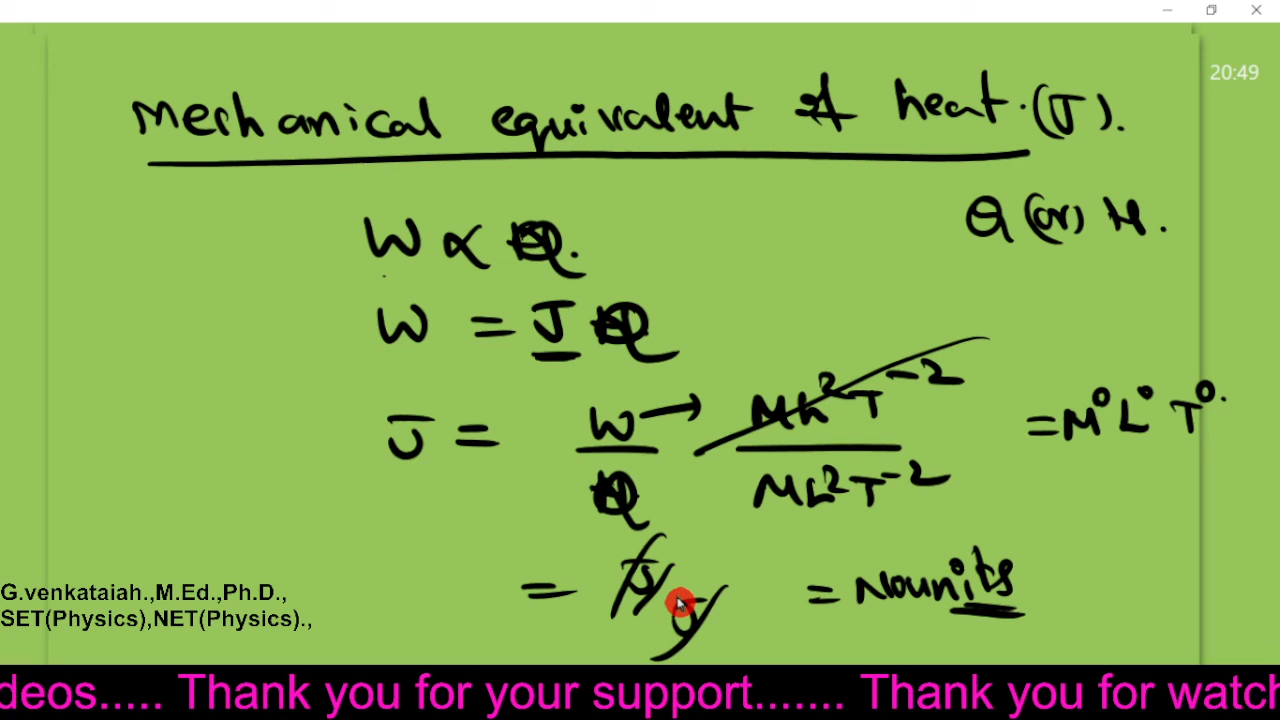 20:49
Mechanical equivalent of heat. (J).
Q (or) H.
W ∝ Q.
W = J Q
J = W/Q → ML²T⁻²/ML²T⁻² = M⁰L⁰T⁰.
= J/J = No units
G.venkataiah.,M.Ed.,Ph.D.,
SET(Physics),NET(Physics).,
deos..... Thank you for your support....... Thank you for watch